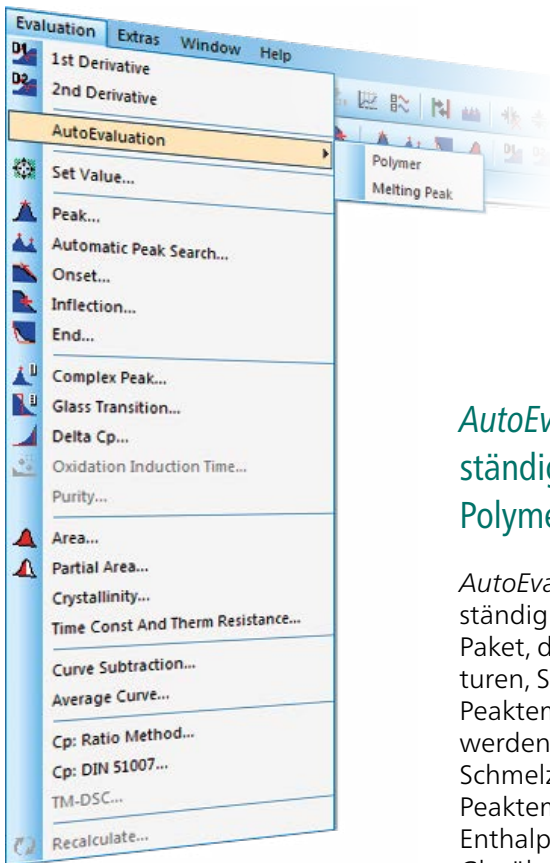 Evaluation Extras Window Help
D1 1st Derivative
D2 2nd Derivative
AutoEvaluation
Polymer
Melting Peak
Set Value...
Peak...
Automatic Peak Search...
Onset...
Inflection...
End...
Complex Peak...
Glass Transition...
Delta Cp...
Oxidation Induction Time...
Purity...
Area...
Partial Area...
Crystallinity...
Time Const And Therm Resistance...
Curve Subtraction...
Average Curve...
Cp: Ratio Method...
Cp: DIN 51007...
TM-DSC...
Recalculate...
AutoEv
ständig
Polyme
AutoEva
ständig
Paket, d
turen, S
Peakten
werden
Schmelz
Peakten
Enthalp